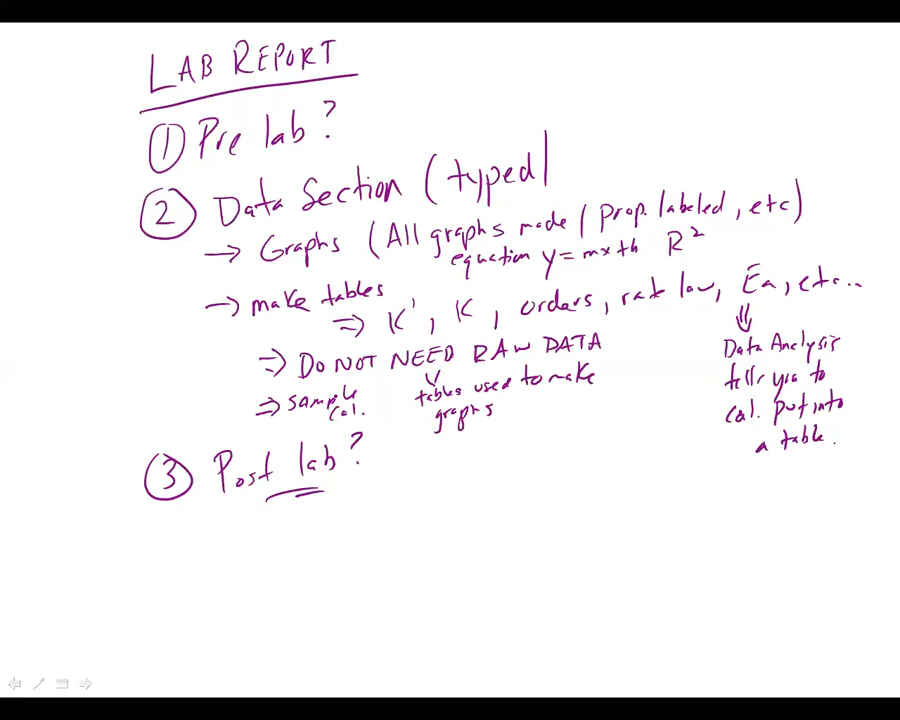 LAB REPORT
① Pre lab?
② Data Section (typed)
→ Graphs (All graphs made (prop. labeled, etc)
equation y = mx+b R²
→ make tables
⇒ K', K, orders, rate law, Ea, etc...
⇓
Data Analysis
tells you to
cal. put into
a table.
⇒ DO NOT NEED RAW DATA
tables used to make
graphs
⇒ sample
cal.
③ Post lab?